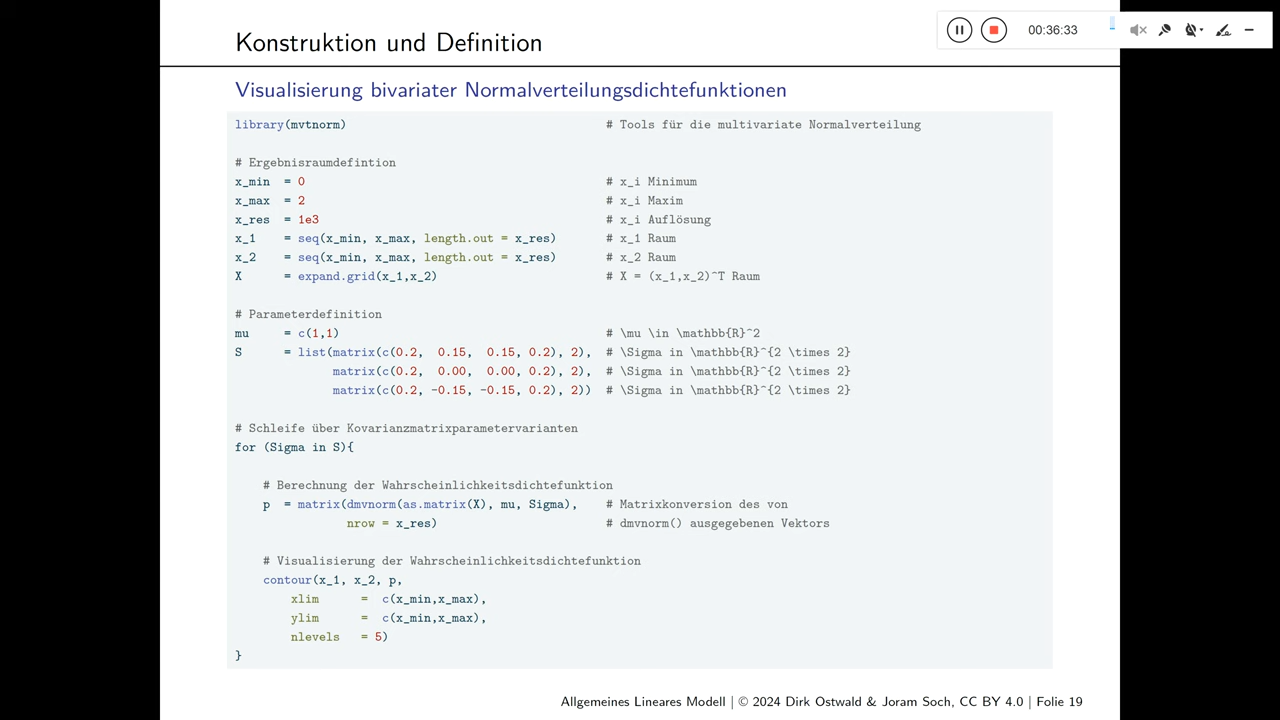 Konstruktion und Definition
00:36:33
Visualisierung bivariater Normalverteilungsdichtefunktionen
library(mvtnorm) # Tools für die multivariate Normalverteilung
# Ergebnisraumdefintion
x_min = 0 # x_i Minimum
x_max = 2 # x_i Maxim
x_res = 1e3 # x_i Auflösung
x_1 = seq(x_min, x_max, length.out = x_res) # x_1 Raum
x_2 = seq(x_min, x_max, length.out = x_res) # x_2 Raum
X = expand.grid(x_1,x_2) # X = (x_1,x_2)^T Raum
# Parameterdefinition
mu = c(1,1) # \mu \in \mathbb{R}^2
S = list(matrix(c(0.2, 0.15, 0.15, 0.2), 2), # \Sigma in \mathbb{R}^{2 \times 2}
matrix(c(0.2, 0.00, 0.00, 0.2), 2), # \Sigma in \mathbb{R}^{2 \times 2}
matrix(c(0.2, -0.15, -0.15, 0.2), 2)) # \Sigma in \mathbb{R}^{2 \times 2}
# Schleife über Kovarianzmatrixparametervarianten
for (Sigma in S){
# Berechnung der Wahrscheinlichkeitsdichtefunktion
p = matrix(dmvnorm(as.matrix(X), mu, Sigma), # Matrixkonversion des von
nrow = x_res) # dmvnorm() ausgegebenen Vektors
# Visualisierung der Wahrscheinlichkeitsdichtefunktion
contour(x_1, x_2, p,
xlim = c(x_min,x_max),
ylim = c(x_min,x_max),
nlevels = 5)
}
Allgemeines Lineares Modell | © 2024 Dirk Ostwald & Joram Soch, CC BY 4.0 | Folie 19